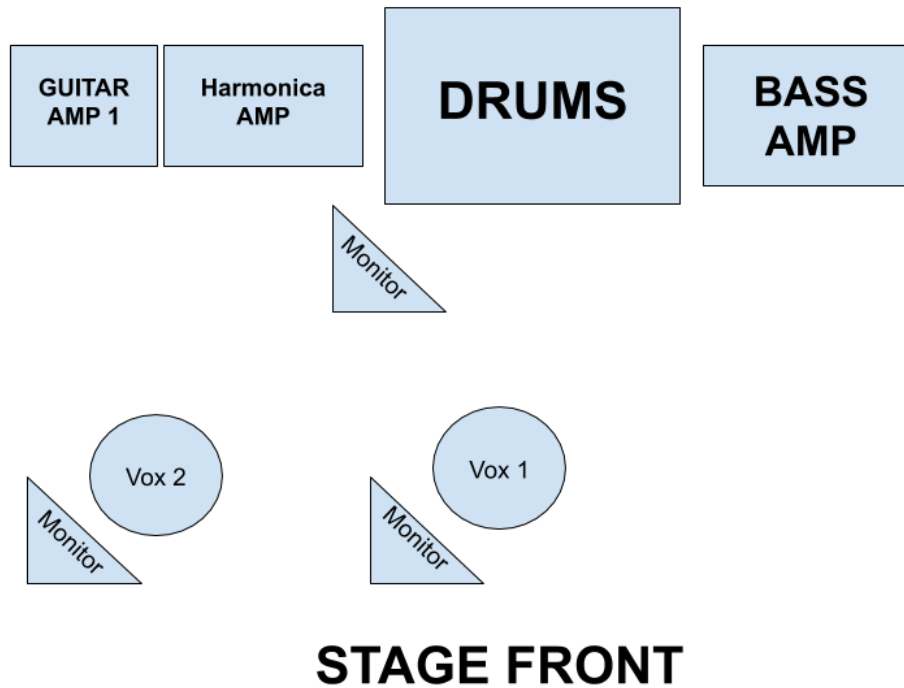 GUITAR
AMP 1
Harmonica
AMP
DRUMS
BASS
AMP
Monitor
Vox 2
Vox 1
Monitor
Monitor
STAGE FRONT